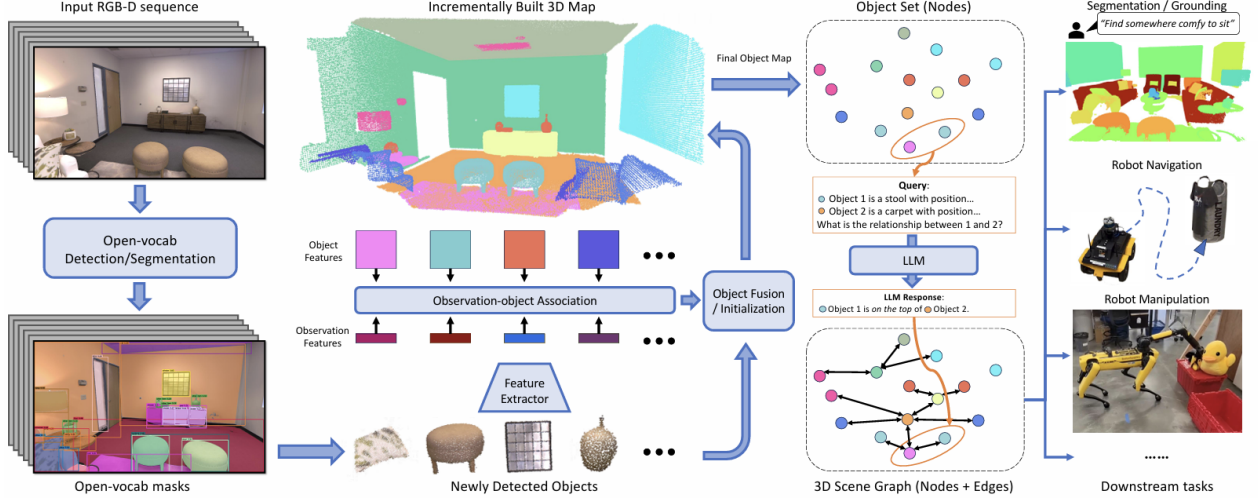 Input RGB-D sequence
Open-vocab
Detection/Segmentation
Open-vocab masks
Incrementally Built 3D Map
Object
Features
Observation-object Association
Observation
Features
Feature
Extractor
Newly Detected Objects
Object Fusion
/ Initialization
Final Object Map
Object Set (Nodes)
Query:
Object 1 is a stool with position...
Object 2 is a carpet with position...
What is the relationship between 1 and 2?
LLM
LLM Response:
Object 1 is on the top of Object 2.
3D Scene Graph (Nodes + Edges)
Segmentation / Grounding
“Find somewhere comfy to sit”
Robot Navigation
LAUNDRY
Robot Manipulation
......
Downstream tasks